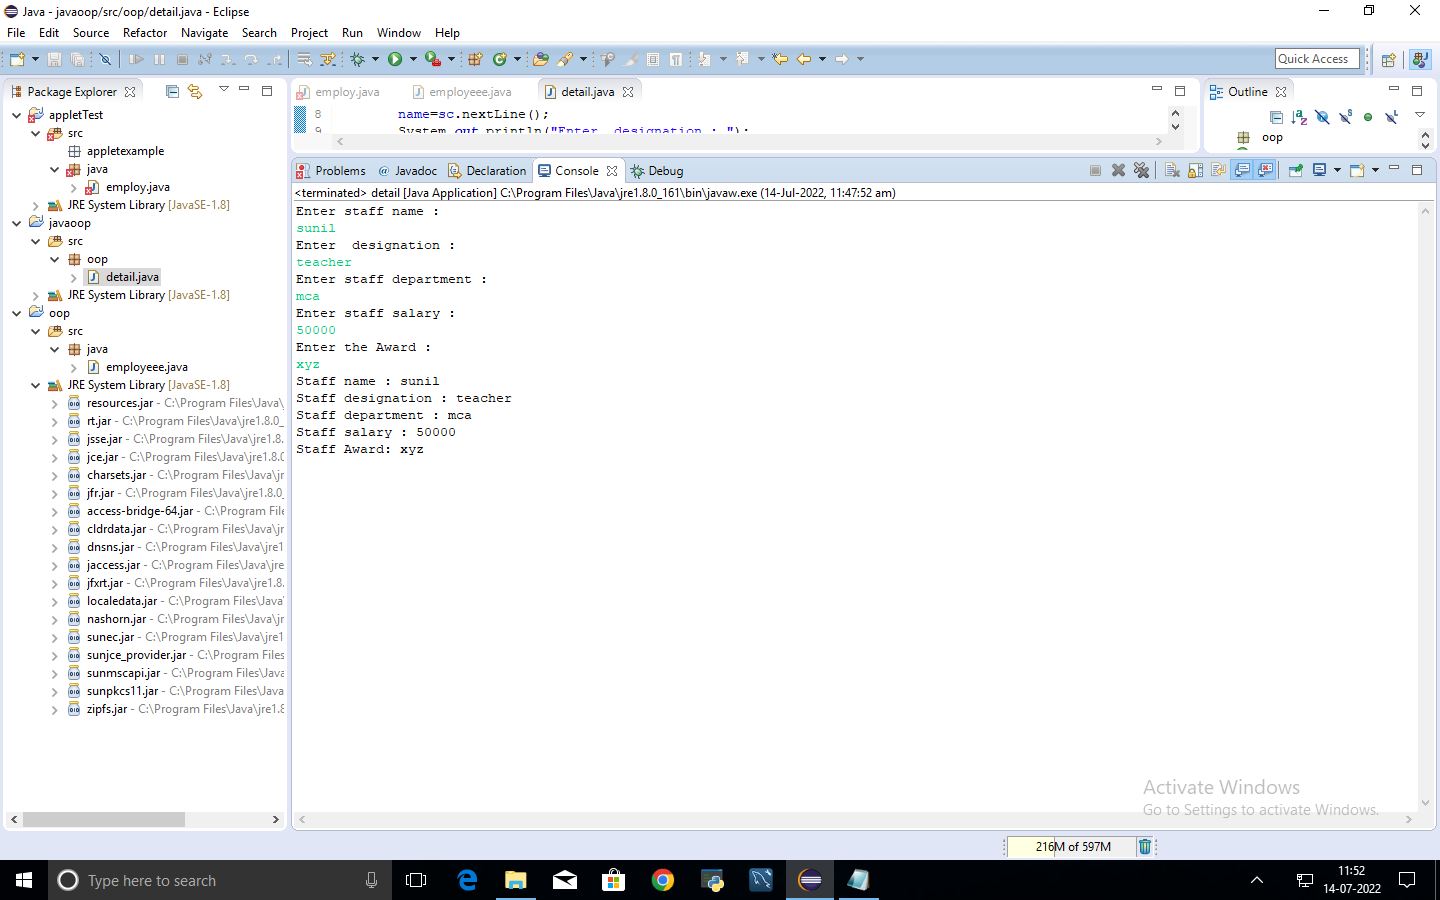 Java - javaoop/src/oop/detail.java - Eclipse
File Edit Source Refactor Navigate Search Project Run Window Help
Quick Access
Package Explorer
appletTest
src
appletexample
java
employ.java
JRE System Library [JavaSE-1.8]
javaoop
src
oop
detail.java
JRE System Library [JavaSE-1.8]
oop
src
java
employeee.java
JRE System Library [JavaSE-1.8]
resources.jar - C:\Program Files\Java\
rt.jar - C:\Program Files\Java\jre1.8.0_
jsse.jar - C:\Program Files\Java\jre1.8.
jce.jar - C:\Program Files\Java\jre1.8.0
charsets.jar - C:\Program Files\Java\jr
jfr.jar - C:\Program Files\Java\jre1.8.0_
access-bridge-64.jar - C:\Program File
cldrdata.jar - C:\Program Files\Java\jr
dnsns.jar - C:\Program Files\Java\jre1
jaccess.jar - C:\Program Files\Java\jre
jfxrt.jar - C:\Program Files\Java\jre1.8.
localedata.jar - C:\Program Files\Java
nashorn.jar - C:\Program Files\Java\jr
sunec.jar - C:\Program Files\Java\jre1
sunjce_provider.jar - C:\Program Files
sunmscapi.jar - C:\Program Files\Java
sunpkcs11.jar - C:\Program Files\Java
zipfs.jar - C:\Program Files\Java\jre1.8
employ.java employeee.java detail.java
8 name=sc.nextLine();
9 System.out.println("Enter  designation : ");
Outline
oop
Problems Javadoc Declaration Console Debug
<terminated> detail [Java Application] C:\Program Files\Java\jre1.8.0_161\bin\javaw.exe (14-Jul-2022, 11:47:52 am)
Enter staff name :
sunil
Enter  designation :
teacher
Enter staff department :
mca
Enter staff salary :
50000
Enter the Award :
xyz
Staff name : sunil
Staff designation : teacher
Staff department : mca
Staff salary : 50000
Staff Award: xyz
Activate Windows
Go to Settings to activate Windows.
216M of 597M
Type here to search
11:52
14-07-2022